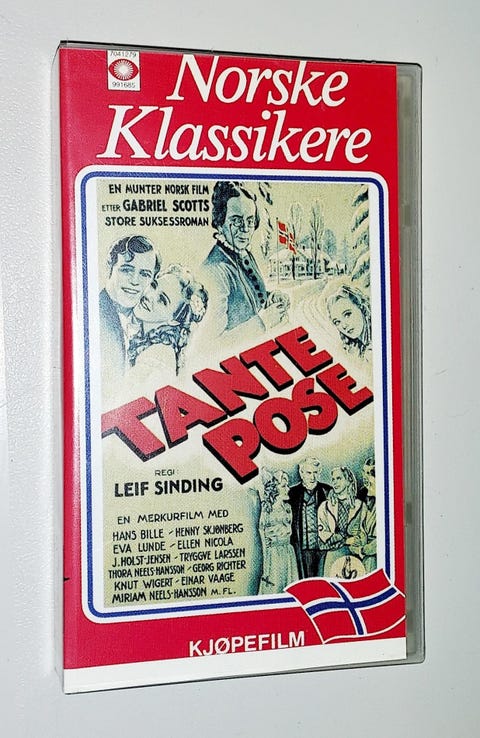 7041279
991685
Norske
Klassikere
EN MUNTER NORSK FILM
ETTER GABRIEL SCOTTS
STORE SUKSESSROMAN
TANTE
POSE
REGI:
LEIF SINDING
EN MERKURFILM MED
HANS BILLE - HENNY SKJØNBERG
EVA LUNDE - ELLEN NICOLA
J. HOLST-JENSEN - TRYGGVE LARSSEN
THORA NEELS-HANSSON - GEORG RICHTER
KNUT WIGERT - EINAR VAAGE
MIRIAM NEELS-HANSSON M. FL.
KJØPEFILM